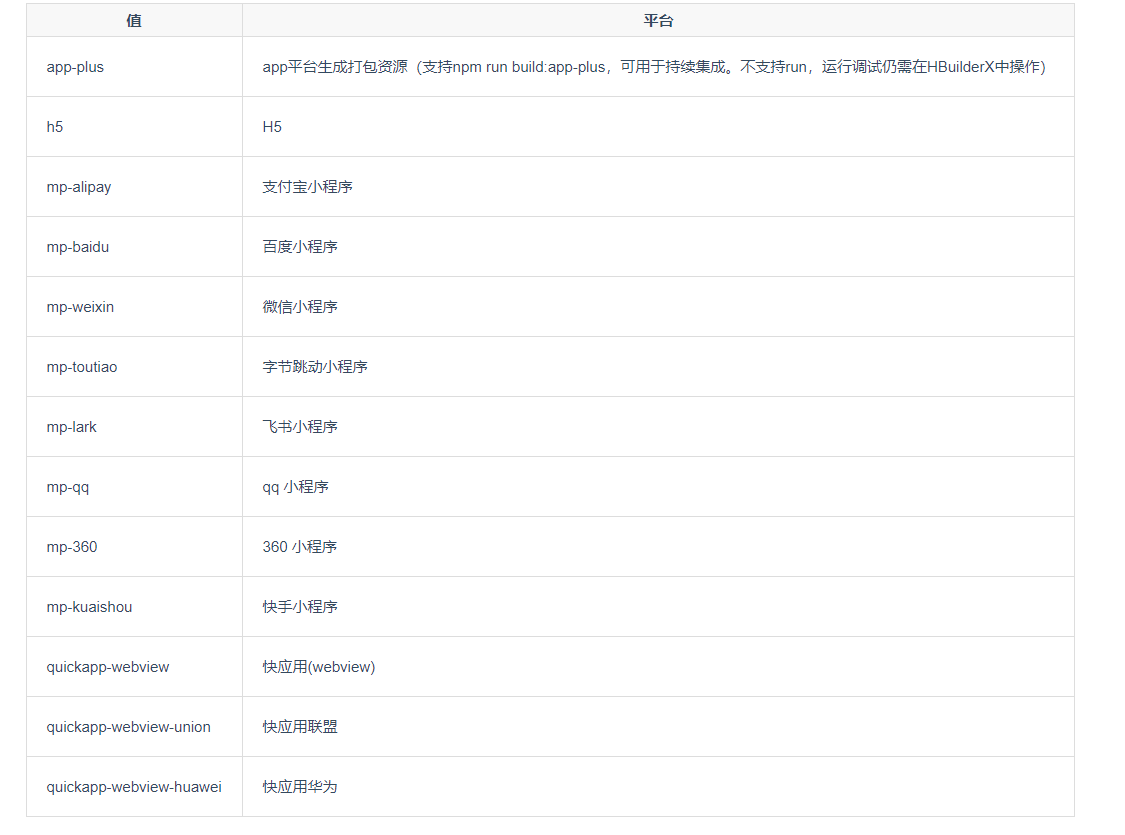 值 平台
app-plus app平台生成打包资源（支持npm run build:app-plus，可用于持续集成。不支持run，运行调试仍需在HBuilderX中操作）
h5 H5
mp-alipay 支付宝小程序
mp-baidu 百度小程序
mp-weixin 微信小程序
mp-toutiao 字节跳动小程序
mp-lark 飞书小程序
mp-qq qq 小程序
mp-360 360 小程序
mp-kuaishou 快手小程序
quickapp-webview 快应用(webview)
quickapp-webview-union 快应用联盟
quickapp-webview-huawei 快应用华为